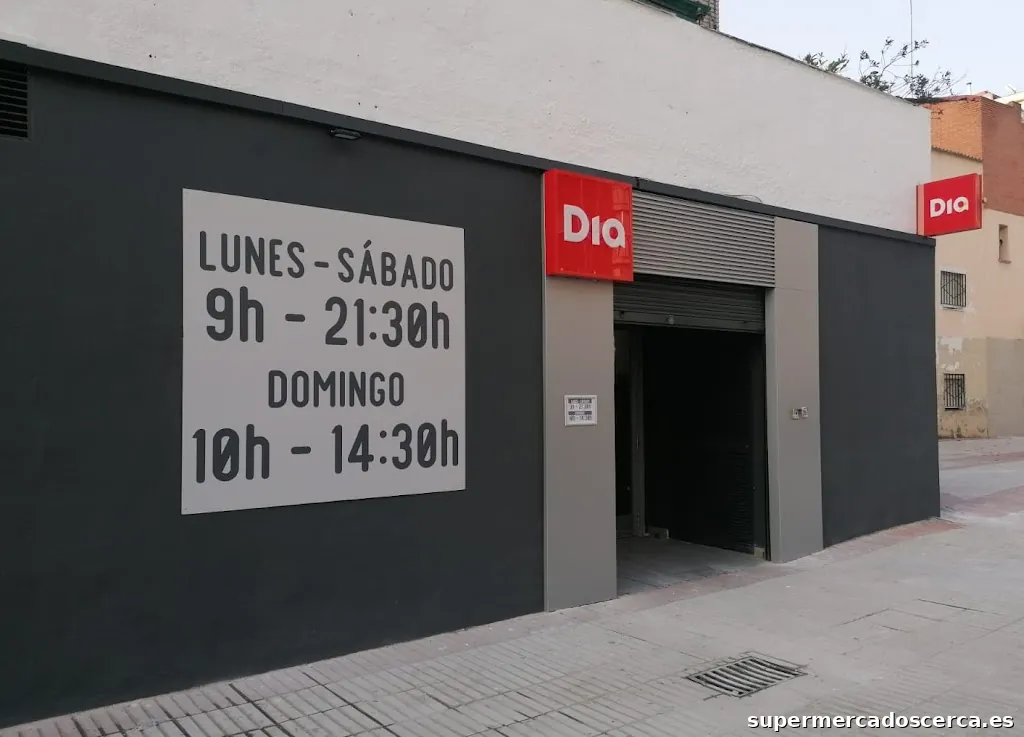 LUNES - SÁBADO
9h - 21:30h
DOMINGO
10h - 14:30h
Dia
Dia
supermercadoscerca.es